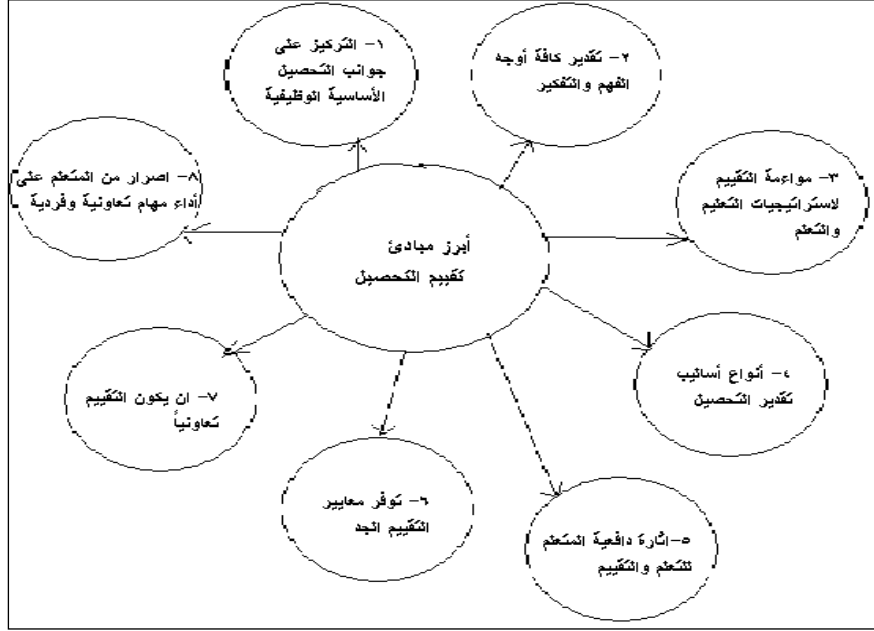 أبرز مبادئ
تقييم التحصيل
١- التركيز على
جوانب التحصيل
الأساسية الوظيفية
٢- تقدير كافة أوجه
الفهم والتفكير
٣- مواءمة التقييم
لاستراتيجيات التعليم
والتعلم
٤- أنواع أساليب
تقدير التحصيل
٥- اثارة دافعية المتعلم
للتعلم والتقييم
٦- توفر معايير
التقييم الجد
٧- ان يكون التقييم
تعاونياً
٨- اصرار من المتعلم على
أداء مهام تعاونية وفردية